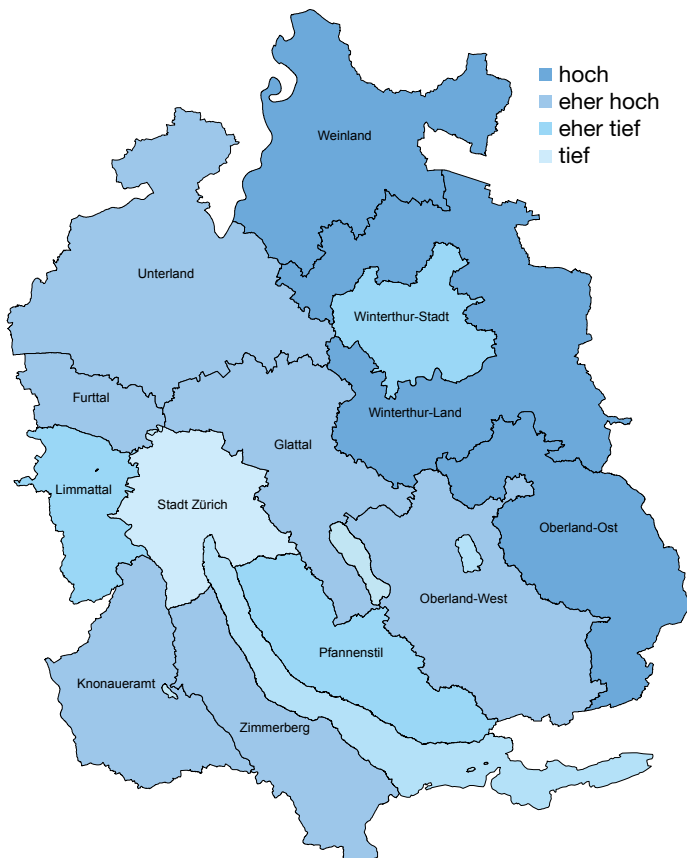 hoch
eher hoch
eher tief
tief
Weinland
Unterland
Winterthur-Stadt
Furttal
Winterthur-Land
Glattal
Limmattal
Stadt Zürich
Oberland-Ost
Oberland-West
Pfannenstil
Knonaueramt
Zimmerberg